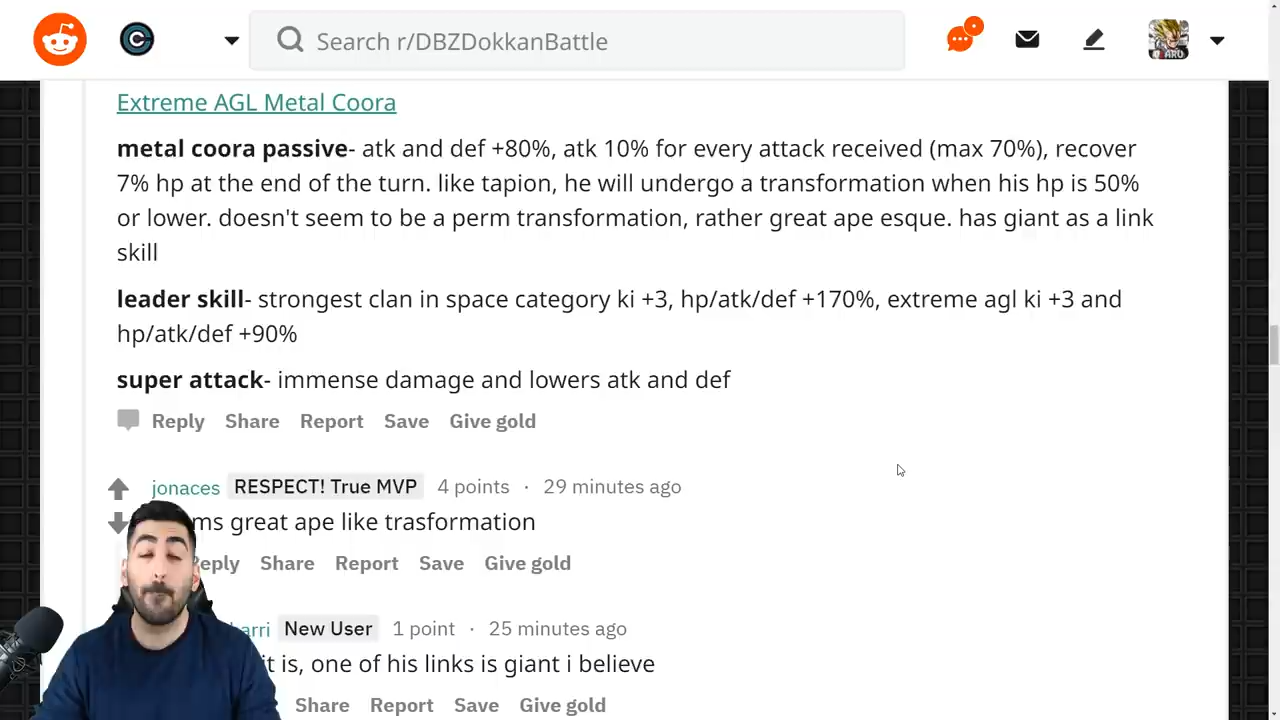 Search r/DBZDokkanBattle
Extreme AGL Metal Coora
metal coora passive- atk and def +80%, atk 10% for every attack received (max 70%), recover
7% hp at the end of the turn. like tapion, he will undergo a transformation when his hp is 50%
or lower. doesn't seem to be a perm transformation, rather great ape esque. has giant as a link
skill
leader skill- strongest clan in space category ki +3, hp/atk/def +170%, extreme agl ki +3 and
hp/atk/def +90%
super attack- immense damage and lowers atk and def
Reply Share Report Save Give gold
jonaces RESPECT! True MVP 4 points · 29 minutes ago
ms great ape like trasformation
Reply Share Report Save Give gold
arri New User 1 point · 25 minutes ago
it is, one of his links is giant i believe
Share Report Save Give gold